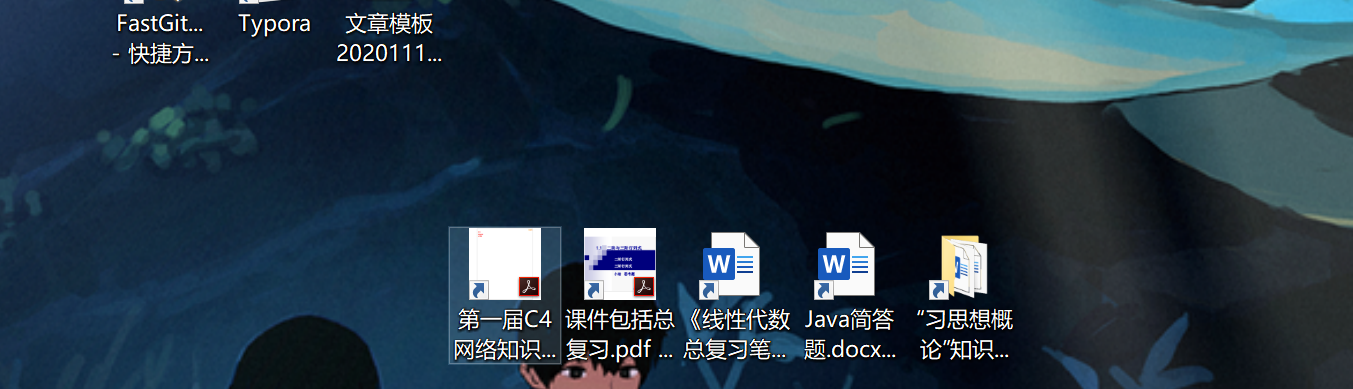 FastGit...
- 快捷方...
Typora
文章模板
2020111...
第一届C4
网络知识...
课件包括总
复习.pdf ...
《线性代数
总复习笔...
Java简答
题.docx...
“习思想概
论”知识...